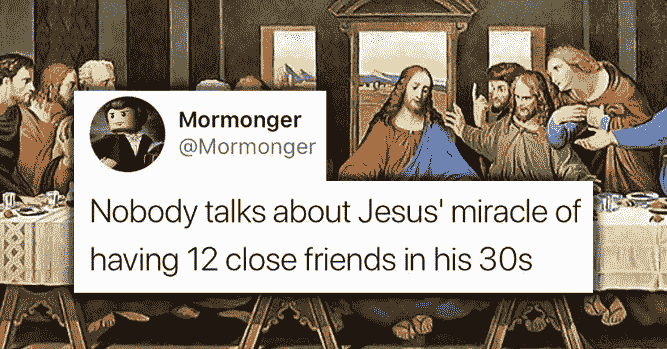 Mormonger
@Mormonger
Nobody talks about Jesus' miracle of
having 12 close friends in his 30s